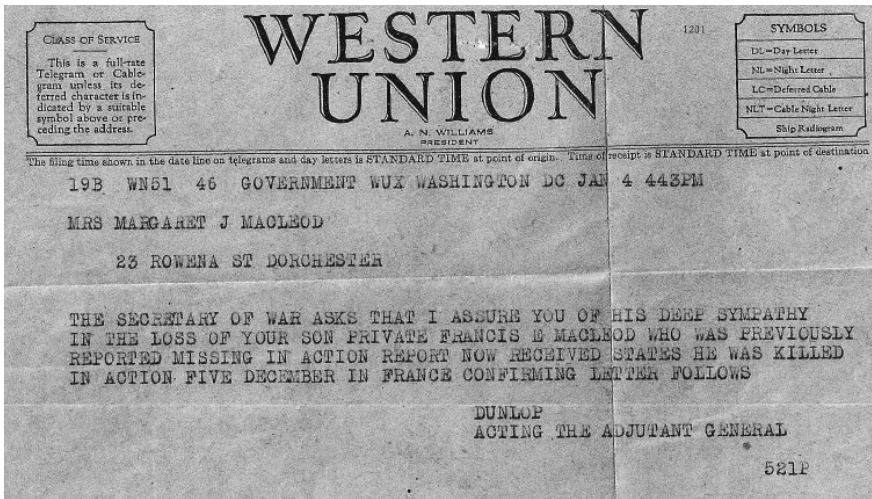 CLASS OF SERVICE
This is a full-rate
Telegram or Cable-
gram unless its de-
ferred character is in-
dicated by a suitable
symbol above or pre-
ceding the address.
WESTERN
UNION
A. N. WILLIAMS
PRESIDENT
1201
SYMBOLS
DL=Day Letter
NL=Night Letter
LC=Deferred Cable
NLT=Cable Night Letter
Ship Radiogram
The filing time shown in the date line on telegrams and day letters is STANDARD TIME at point of origin. Time of receipt is STANDARD TIME at point of destination
19B WN51 46 GOVERNMENT WUX WASHINGTON DC JAN 4 443PM
MRS MARGARET J MACLEOD
23 ROWENA ST DORCHESTER
THE SECRETARY OF WAR ASKS THAT I ASSURE YOU OF HIS DEEP SYMPATHY
IN THE LOSS OF YOUR SON PRIVATE FRANCIS E MACLEOD WHO WAS PREVIOUSLY
REPORTED MISSING IN ACTION REPORT NOW RECEIVED STATES HE WAS KILLED
IN ACTION FIVE DECEMBER IN FRANCE CONFIRMING LETTER FOLLOWS
DUNLOP
ACTING THE ADJUTANT GENERAL
521P